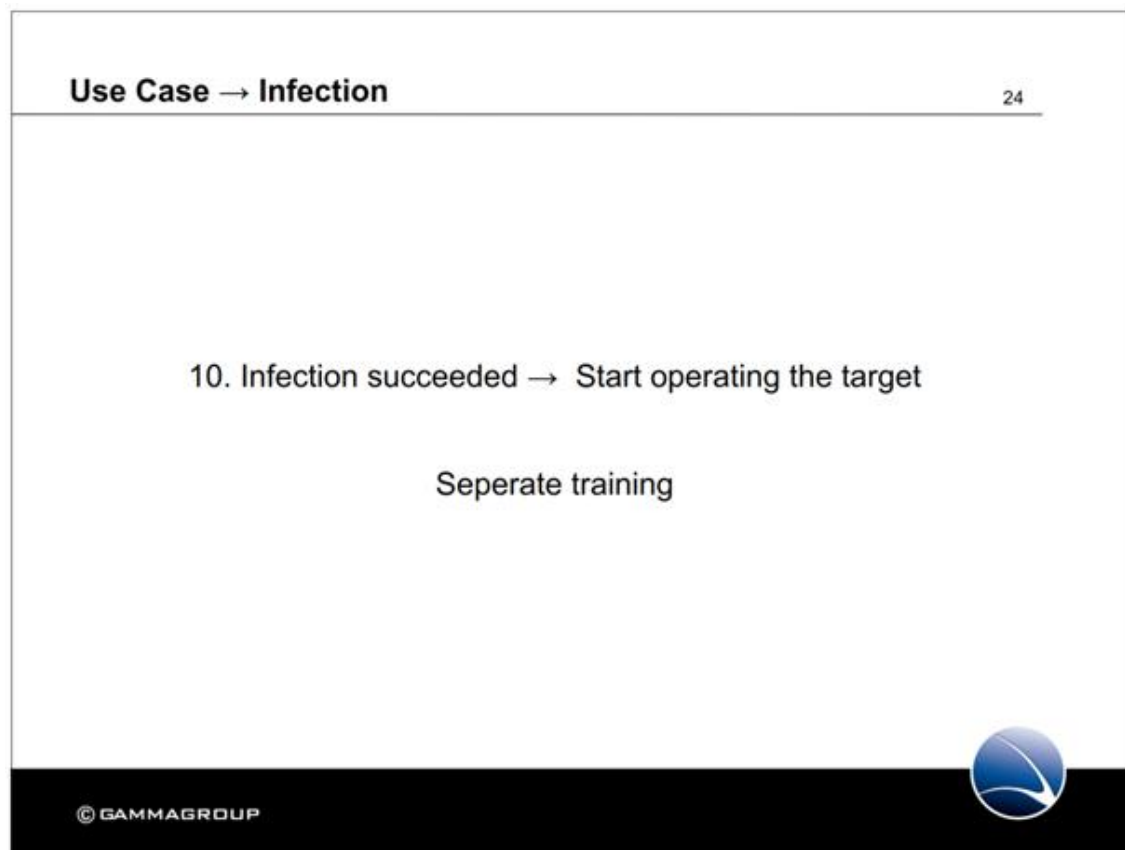 Use Case → Infection
24
10. Infection succeeded → Start operating the target
Seperate training
© GAMMAGROUP